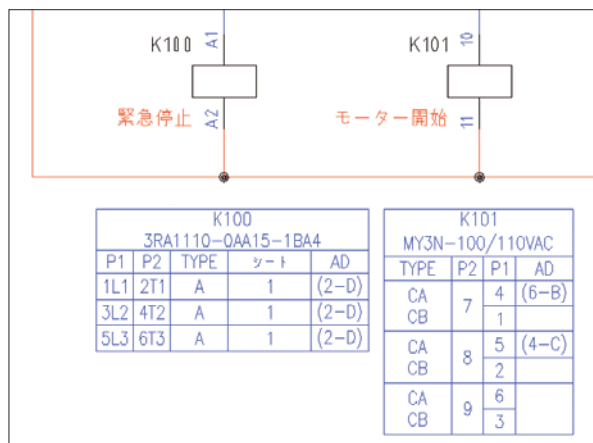 K100 A1 K101 10
緊急停止 A2 モーター開始 11
K100
3RA1110-0AA15-1BA4
P1 P2 TYPE シート AD
1L1 2T1 A 1 (2-D)
3L2 4T2 A 1 (2-D)
5L3 6T3 A 1 (2-D)
K101
MY3N-100/110VAC
TYPE P2 P1 AD
CA 7 4 (6-B)
CB 1
CA 8 5 (4-C)
CB 2
CA 9 6
CB 3